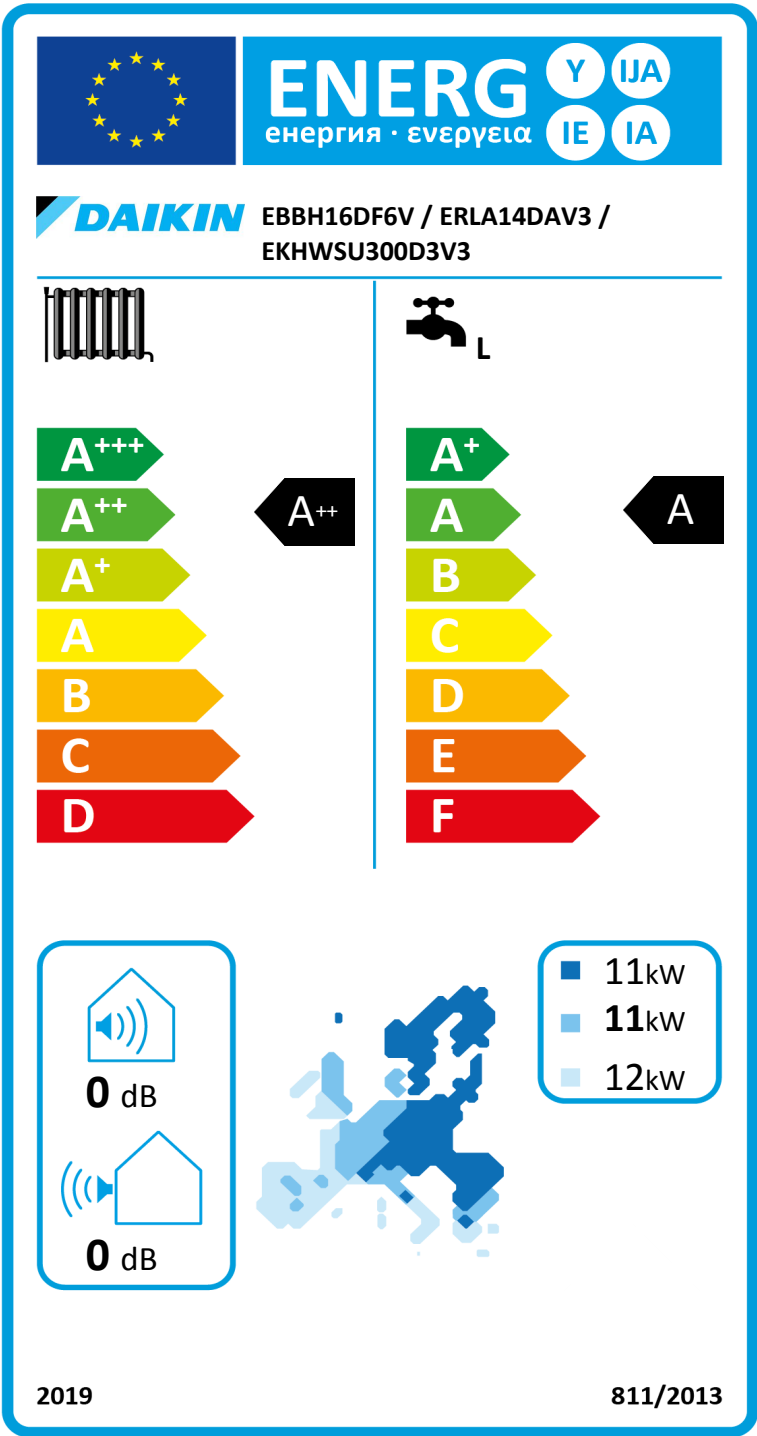 ENERG
енергия · ενεργεια
Y IJA
IE IA
DAIKIN
EBBH16DF6V / ERLA14DAV3 /
EKHWSU300D3V3
L
A+++
A++
A+
A
B
C
D
A++
A+
A
B
C
D
E
F
A
0 dB
0 dB
11kW
11kW
12kW
2019
811/2013